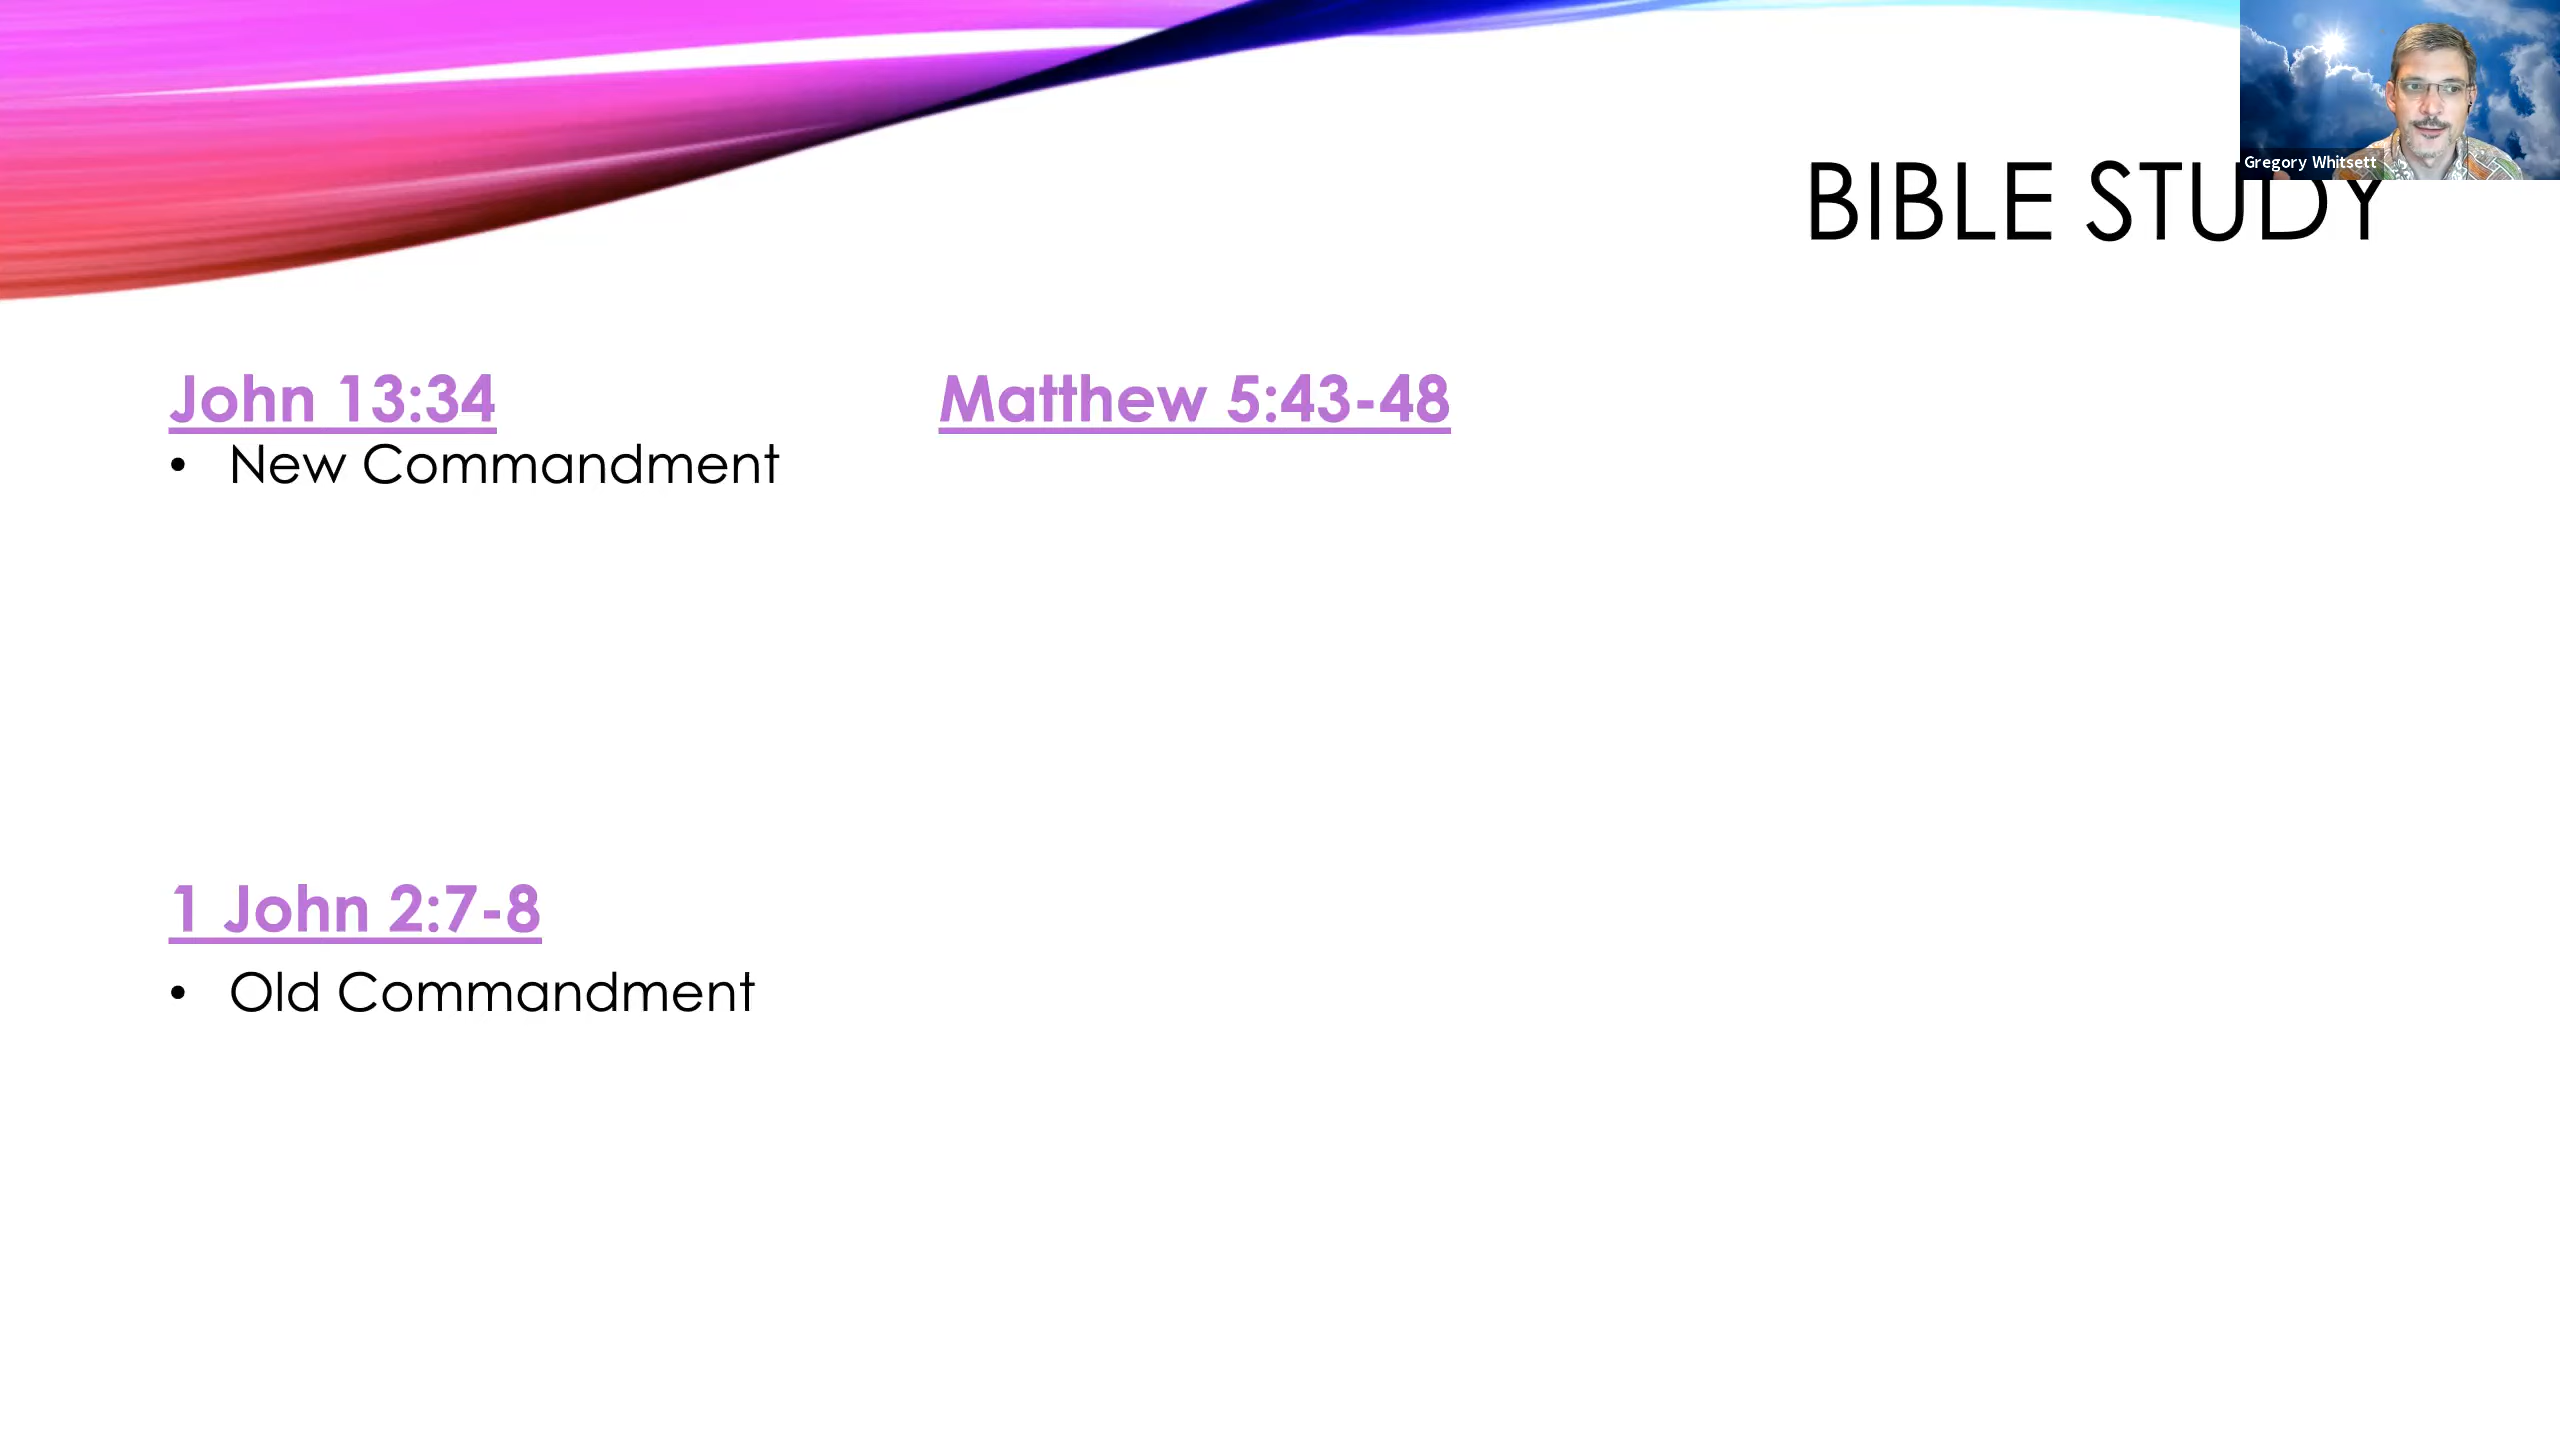 Gregory Whitsett
BIBLE STUDY
John 13:34
• New Commandment
Matthew 5:43-48
1 John 2:7-8
• Old Commandment